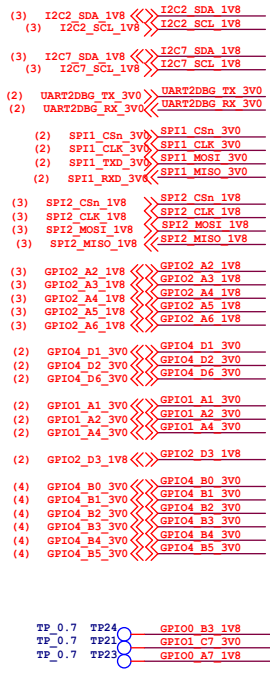 (3) I2C2_SDA_1V8 I2C2_SDA_1V8
(3) I2C2_SCL_1V8 I2C2_SCL_1V8
(3) I2C7_SDA_1V8 I2C7_SDA_1V8
(3) I2C7_SCL_1V8 I2C7_SCL_1V8
(2) UART2DBG_TX_3V0 UART2DBG_TX_3V0
(2) UART2DBG_RX_3V0 UART2DBG_RX_3V0
(2) SPI1_CSn_3V0 SPI1_CSn_3V0
(2) SPI1_CLK_3V0 SPI1_CLK_3V0
(2) SPI1_TXD_3V0 SPI1_MOSI_3V0
(2) SPI1_RXD_3V0 SPI1_MISO_3V0
(3) SPI2_CSn_1V8 SPI2_CSn_1V8
(3) SPI2_CLK_1V8 SPI2_CLK_1V8
(3) SPI2_MOSI_1V8 SPI2_MOSI_1V8
(3) SPI2_MISO_1V8 SPI2_MISO_1V8
(3) GPIO2_A2_1V8 GPIO2_A2_1V8
(3) GPIO2_A3_1V8 GPIO2_A3_1V8
(3) GPIO2_A4_1V8 GPIO2_A4_1V8
(3) GPIO2_A5_1V8 GPIO2_A5_1V8
(3) GPIO2_A6_1V8 GPIO2_A6_1V8
(2) GPIO4_D1_3V0 GPIO4_D1_3V0
(2) GPIO4_D2_3V0 GPIO4_D2_3V0
(2) GPIO4_D6_3V0 GPIO4_D6_3V0
(2) GPIO1_A1_3V0 GPIO1_A1_3V0
(2) GPIO1_A2_3V0 GPIO1_A2_3V0
(2) GPIO1_A4_3V0 GPIO1_A4_3V0
(2) GPIO2_D3_1V8 GPIO2_D3_1V8
(4) GPIO4_B0_3V0 GPIO4_B0_3V0
(4) GPIO4_B1_3V0 GPIO4_B1_3V0
(4) GPIO4_B2_3V0 GPIO4_B2_3V0
(4) GPIO4_B3_3V0 GPIO4_B3_3V0
(4) GPIO4_B4_3V0 GPIO4_B4_3V0
(4) GPIO4_B5_3V0 GPIO4_B5_3V0
TP_0.7 TP24 GPIO0_B3_1V8
TP_0.7 TP21 GPIO1_C7_3V0
TP_0.7 TP23 GPIO0_A7_1V8